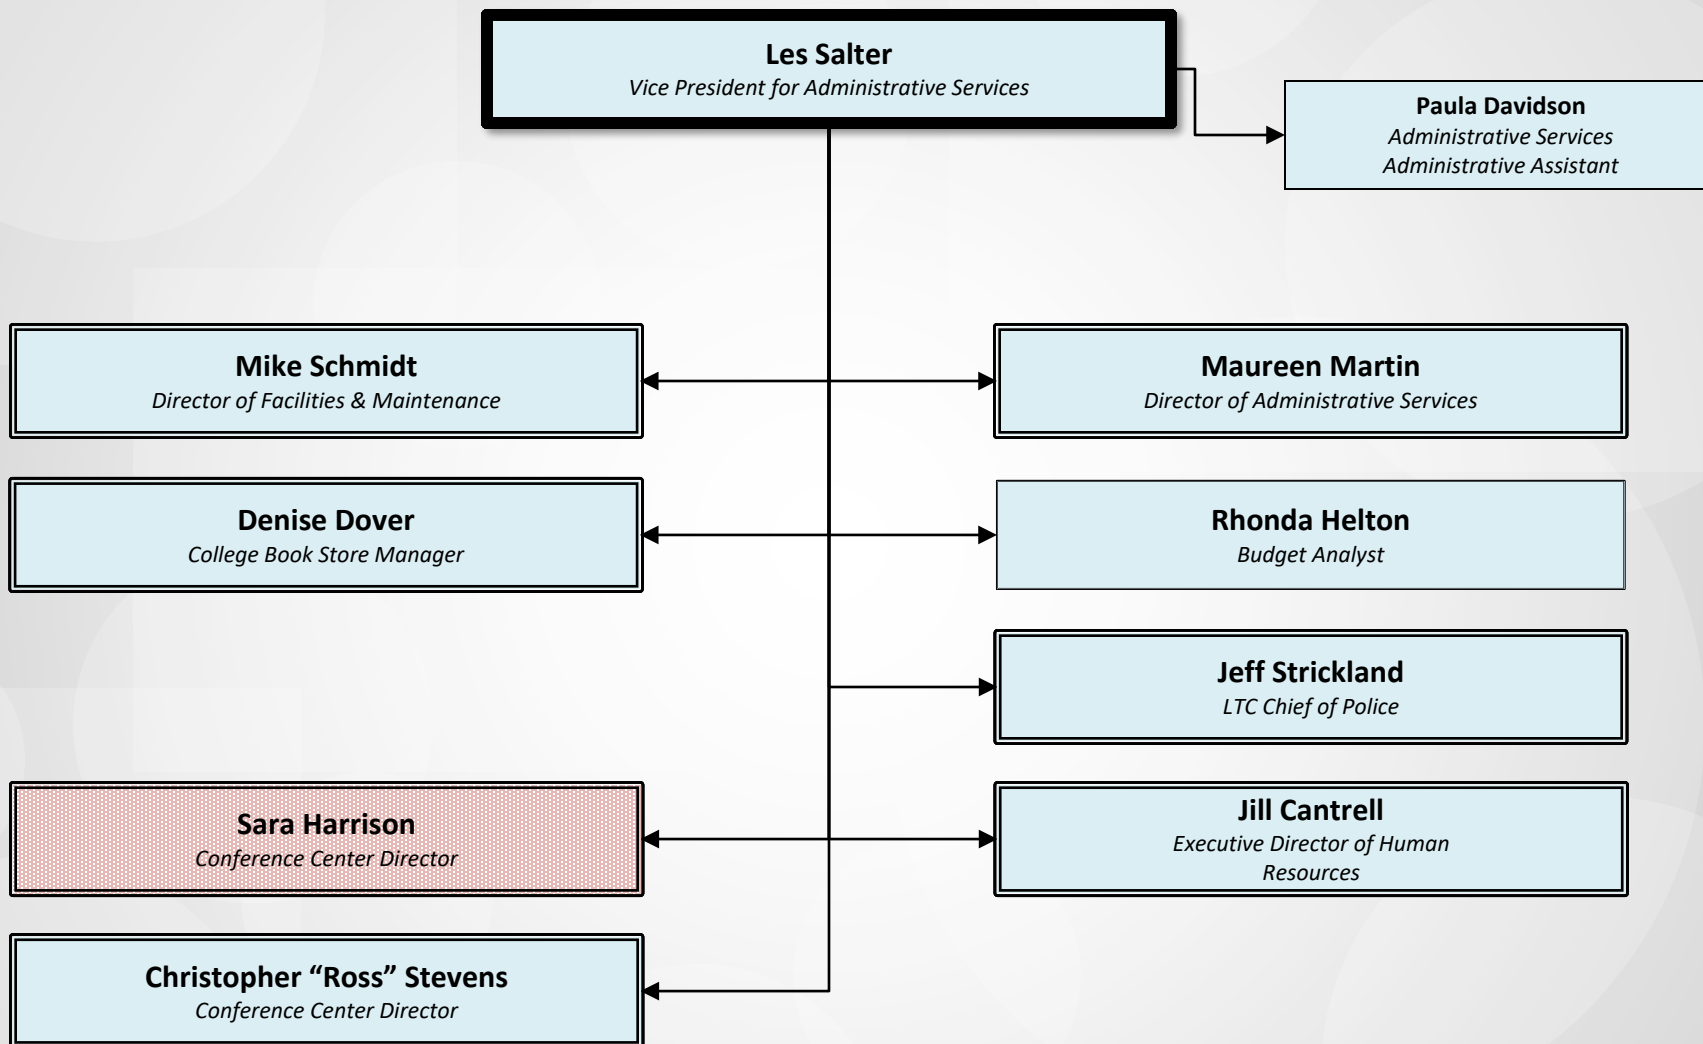 Les Salter
Vice President for Administrative Services
Paula Davidson
Administrative Services
Administrative Assistant
Mike Schmidt
Director of Facilities & Maintenance
Maureen Martin
Director of Administrative Services
Denise Dover
College Book Store Manager
Rhonda Helton
Budget Analyst
Jeff Strickland
LTC Chief of Police
Sara Harrison
Conference Center Director
Jill Cantrell
Executive Director of Human
Resources
Christopher “Ross” Stevens
Conference Center Director